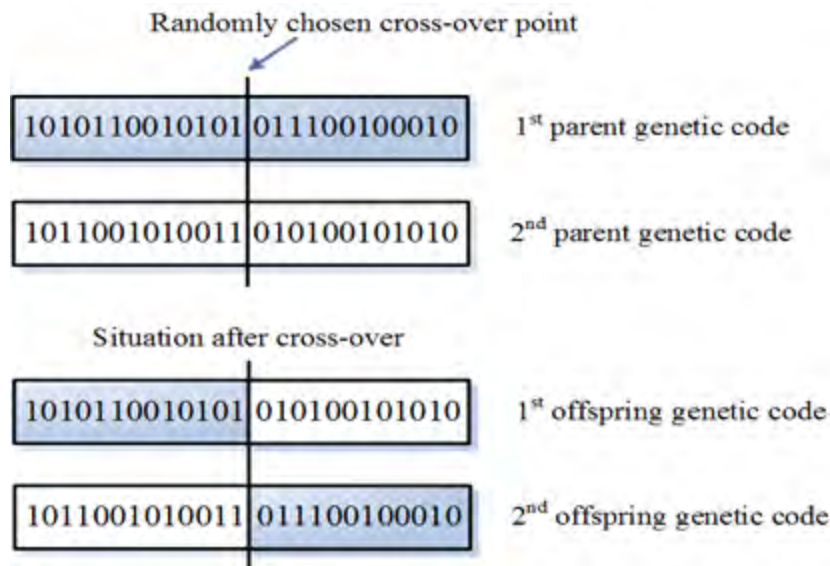 Randomly chosen cross-over point
1010110010101 011100100010 1st parent genetic code
1011001010011 010100101010 2nd parent genetic code
Situation after cross-over
1010110010101 010100101010 1st offspring genetic code
1011001010011 011100100010 2nd offspring genetic code